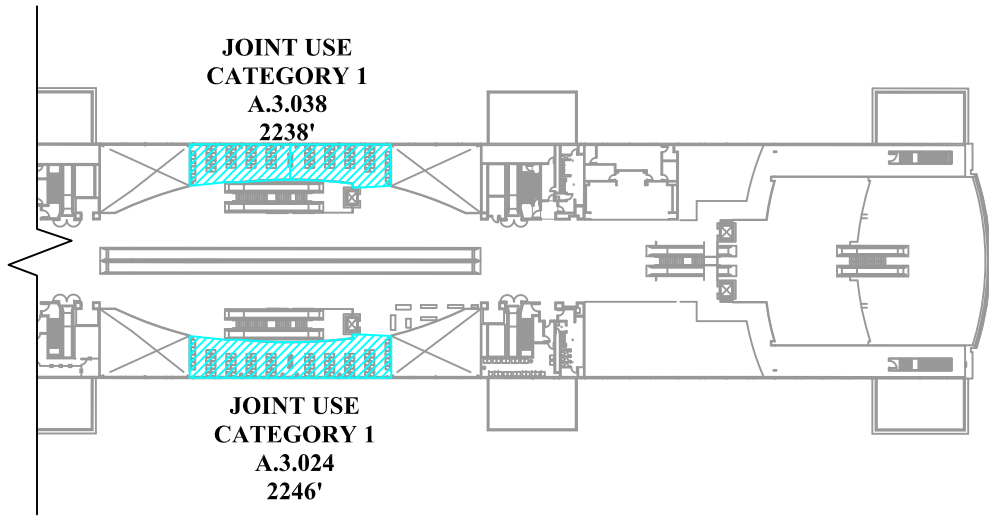 JOINT USE
CATEGORY 1
A.3.038
2238'
JOINT USE
CATEGORY 1
A.3.024
2246'